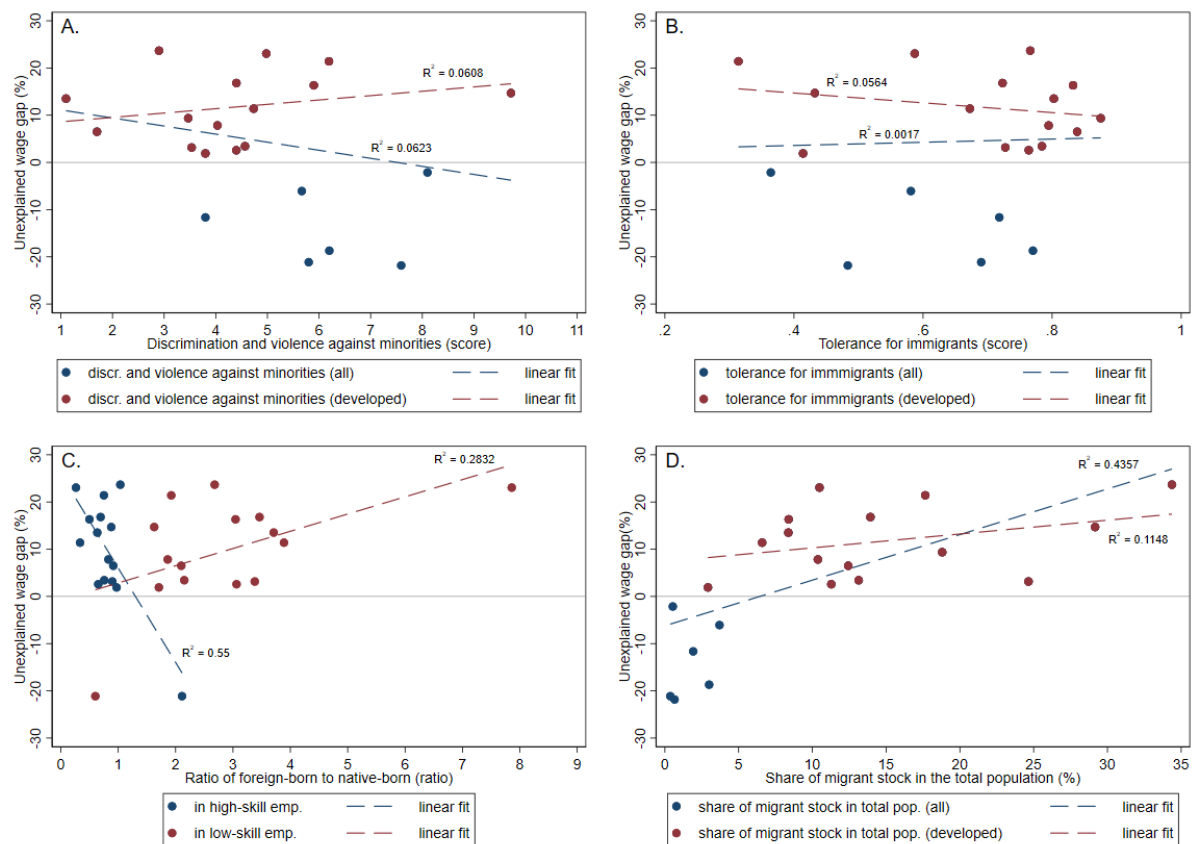 A.
Unexplained wage gap (%)
30
20
10
0
-10
-20
-30
R² = 0.0608
R² = 0.0623
1 2 3 4 5 6 7 8 9 10 11
Discrimination and violence against minorities (score)
discr. and violence against minorities (all) linear fit
discr. and violence against minorities (developed) linear fit
B.
Unexplained wage gap (%)
30
20
10
0
-10
-20
-30
R² = 0.0564
R² = 0.0017
.2 .4 .6 .8 1
Tolerance for immigrants (score)
tolerance for immmigrants (all) linear fit
tolerance for immmigrants (developed) linear fit
C.
Unexplained wage gap (%)
30
20
10
0
-10
-20
-30
R² = 0.2832
R² = 0.55
0 1 2 3 4 5 6 7 8 9
Ratio of foreign-born to native-born (ratio)
in high-skill emp. linear fit
in low-skill emp. linear fit
D.
Unexplained wage gap(%)
30
20
10
0
-10
-20
-30
R² = 0.4357
R² = 0.1148
0 5 10 15 20 25 30 35
Share of migrant stock in the total population (%)
share of migrant stock in total pop. (all) linear fit
share of migrant stock in total pop. (developed) linear fit